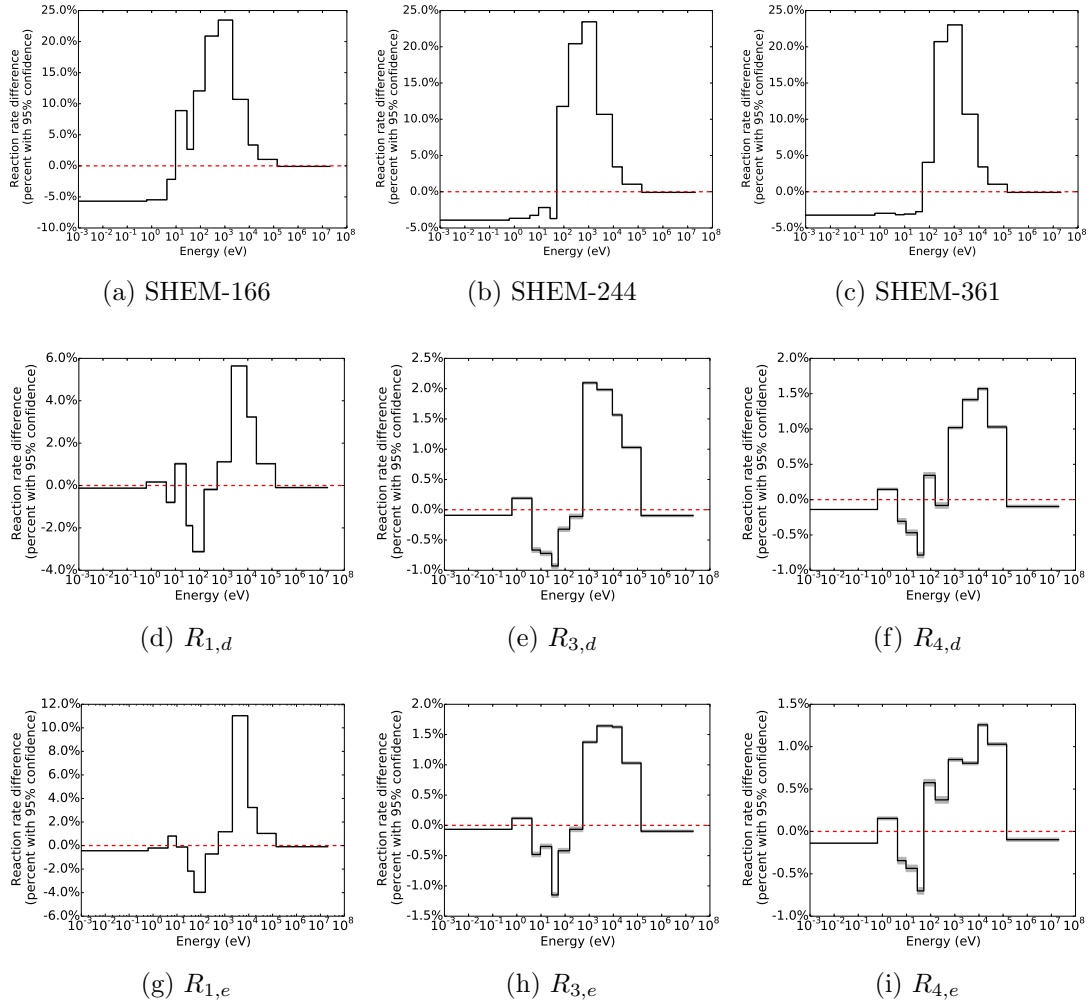 25.0%
20.0%
15.0%
10.0%
5.0%
0.0%
-5.0%
-10.0%
Reaction rate difference
(percent with 95% confidence)
10-3 10-2 10-1 100 101 102 103 104 105 106 107 108
Energy (eV)
(a) SHEM-166
25.0%
20.0%
15.0%
10.0%
5.0%
0.0%
-5.0%
Reaction rate difference
(percent with 95% confidence)
10-3 10-2 10-1 100 101 102 103 104 105 106 107 108
Energy (eV)
(b) SHEM-244
25.0%
20.0%
15.0%
10.0%
5.0%
0.0%
-5.0%
Reaction rate difference
(percent with 95% confidence)
10-3 10-2 10-1 100 101 102 103 104 105 106 107 108
Energy (eV)
(c) SHEM-361
6.0%
4.0%
2.0%
0.0%
-2.0%
-4.0%
Reaction rate difference
(percent with 95% confidence)
10-3 10-2 10-1 100 101 102 103 104 105 106 107 108
Energy (eV)
(d) R1,d
2.5%
2.0%
1.5%
1.0%
0.5%
0.0%
-0.5%
-1.0%
Reaction rate difference
(percent with 95% confidence)
10-3 10-2 10-1 100 101 102 103 104 105 106 107 108
Energy (eV)
(e) R3,d
2.0%
1.5%
1.0%
0.5%
0.0%
-0.5%
-1.0%
Reaction rate difference
(percent with 95% confidence)
10-3 10-2 10-1 100 101 102 103 104 105 106 107 108
Energy (eV)
(f) R4,d
12.0%
10.0%
8.0%
6.0%
4.0%
2.0%
0.0%
-2.0%
-4.0%
-6.0%
Reaction rate difference
(percent with 95% confidence)
10-3 10-2 10-1 100 101 102 103 104 105 106 107 108
Energy (eV)
(g) R1,e
2.0%
1.5%
1.0%
0.5%
0.0%
-0.5%
-1.0%
-1.5%
Reaction rate difference
(percent with 95% confidence)
10-3 10-2 10-1 100 101 102 103 104 105 106 107 108
Energy (eV)
(h) R3,e
1.5%
1.0%
0.5%
0.0%
-0.5%
-1.0%
Reaction rate difference
(percent with 95% confidence)
10-3 10-2 10-1 100 101 102 103 104 105 106 107 108
Energy (eV)
(i) R4,e